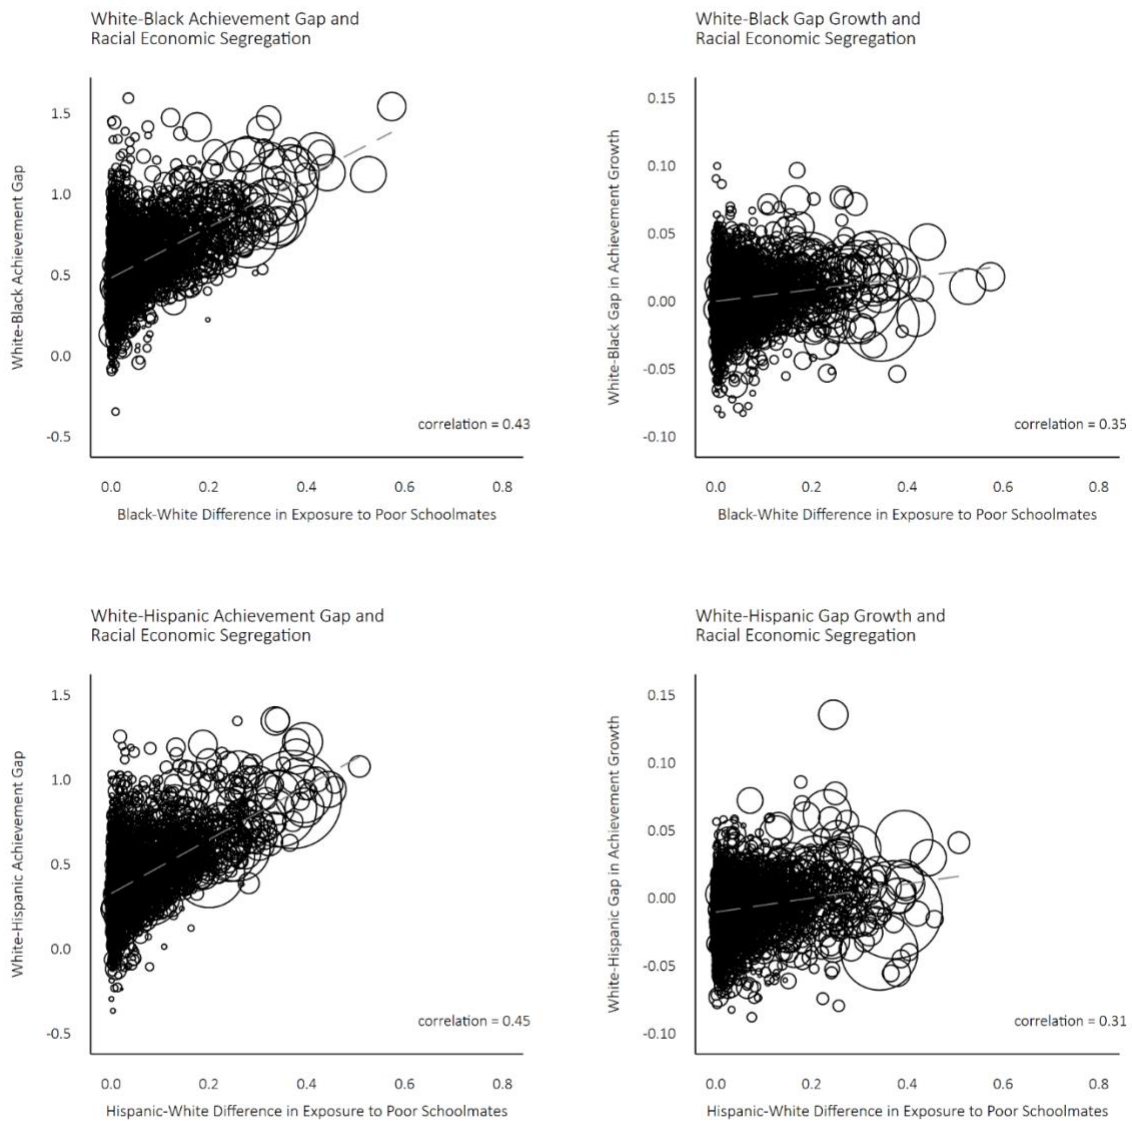 White-Black Achievement Gap and
Racial Economic Segregation
White-Black Achievement Gap
1.5
1.0
0.5
0.0
-0.5
correlation = 0.43
0.0 0.2 0.4 0.6 0.8
Black-White Difference in Exposure to Poor Schoolmates
White-Black Gap Growth and
Racial Economic Segregation
White-Black Gap in Achievement Growth
0.15
0.10
0.05
0.00
-0.05
-0.10
correlation = 0.35
0.0 0.2 0.4 0.6 0.8
Black-White Difference in Exposure to Poor Schoolmates
White-Hispanic Achievement Gap and
Racial Economic Segregation
White-Hispanic Achievement Gap
1.5
1.0
0.5
0.0
-0.5
correlation = 0.45
0.0 0.2 0.4 0.6 0.8
Hispanic-White Difference in Exposure to Poor Schoolmates
White-Hispanic Gap Growth and
Racial Economic Segregation
White-Hispanic Gap in Achievement Growth
0.15
0.10
0.05
0.00
-0.05
-0.10
correlation = 0.31
0.0 0.2 0.4 0.6 0.8
Hispanic-White Difference in Exposure to Poor Schoolmates